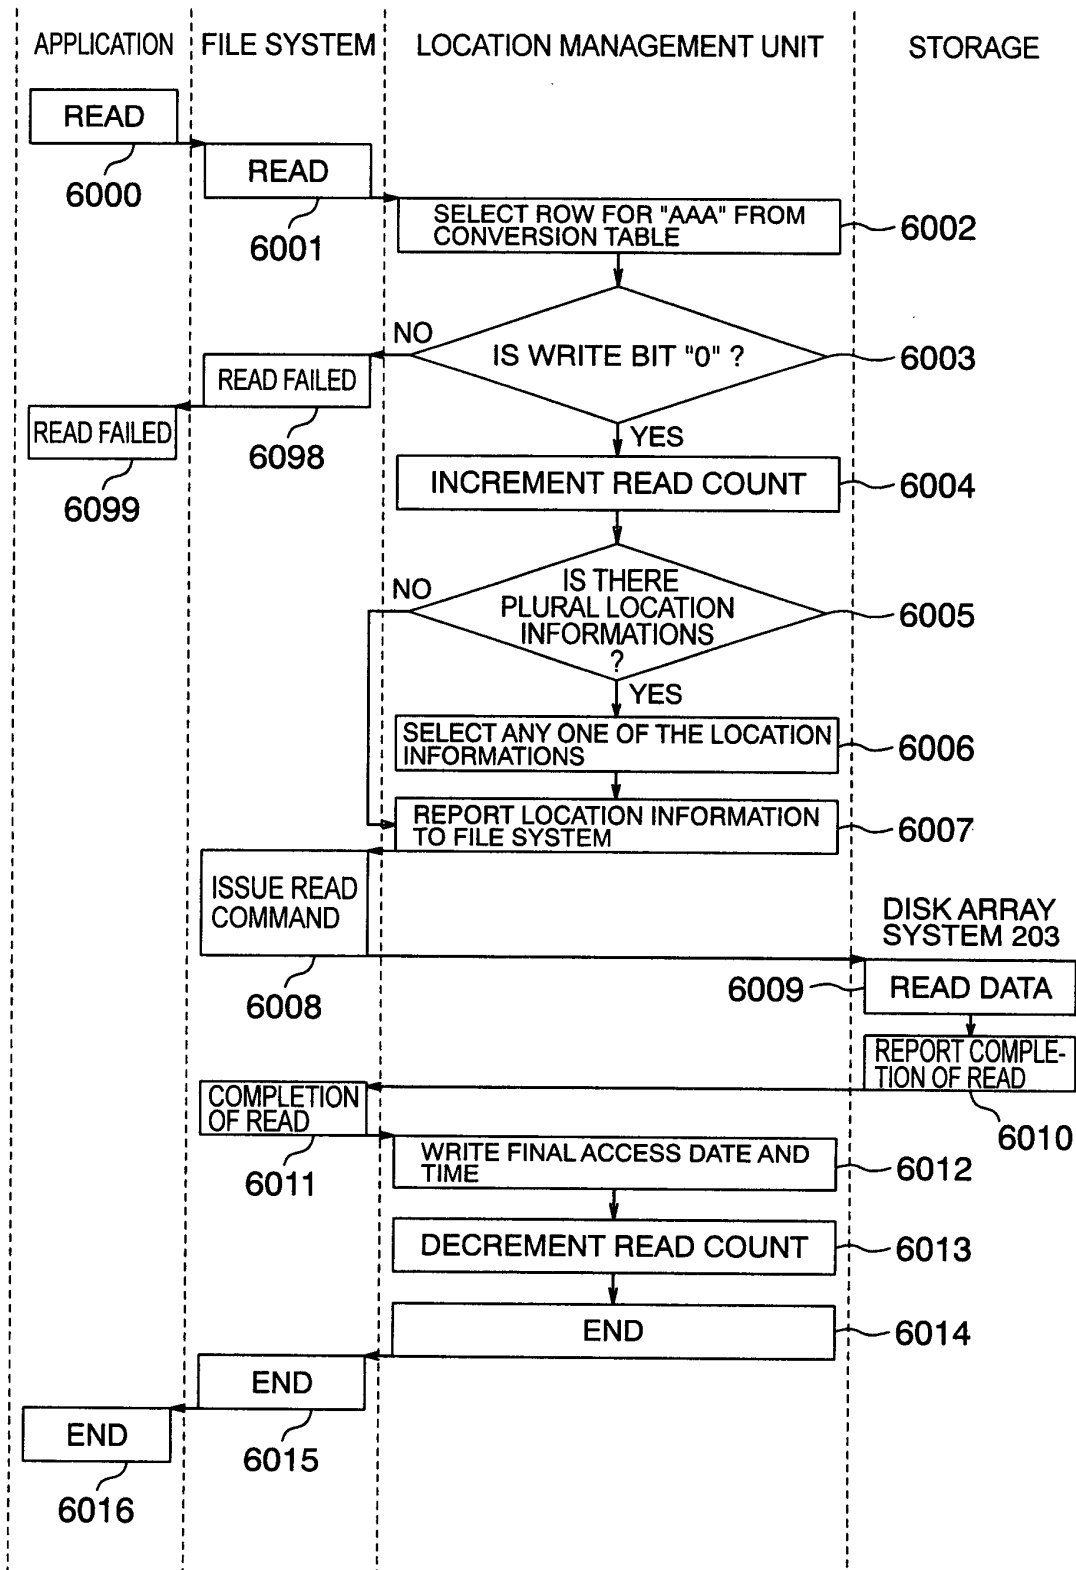 APPLICATION
FILE SYSTEM
LOCATION MANAGEMENT UNIT
STORAGE
READ
6000
READ
6001
SELECT ROW FOR "AAA" FROM
CONVERSION TABLE
6002
IS WRITE BIT "0" ?
6003
NO
READ FAILED
6098
READ FAILED
6099
YES
INCREMENT READ COUNT
6004
IS THERE
PLURAL LOCATION
INFORMATIONS
?
6005
NO
YES
SELECT ANY ONE OF THE LOCATION
INFORMATIONS
6006
REPORT LOCATION INFORMATION
TO FILE SYSTEM
6007
ISSUE READ
COMMAND
6008
DISK ARRAY
SYSTEM 203
READ DATA
6009
REPORT COMPLE-
TION OF READ
6010
COMPLETION
OF READ
6011
WRITE FINAL ACCESS DATE AND
TIME
6012
DECREMENT READ COUNT
6013
END
6014
END
6015
END
6016